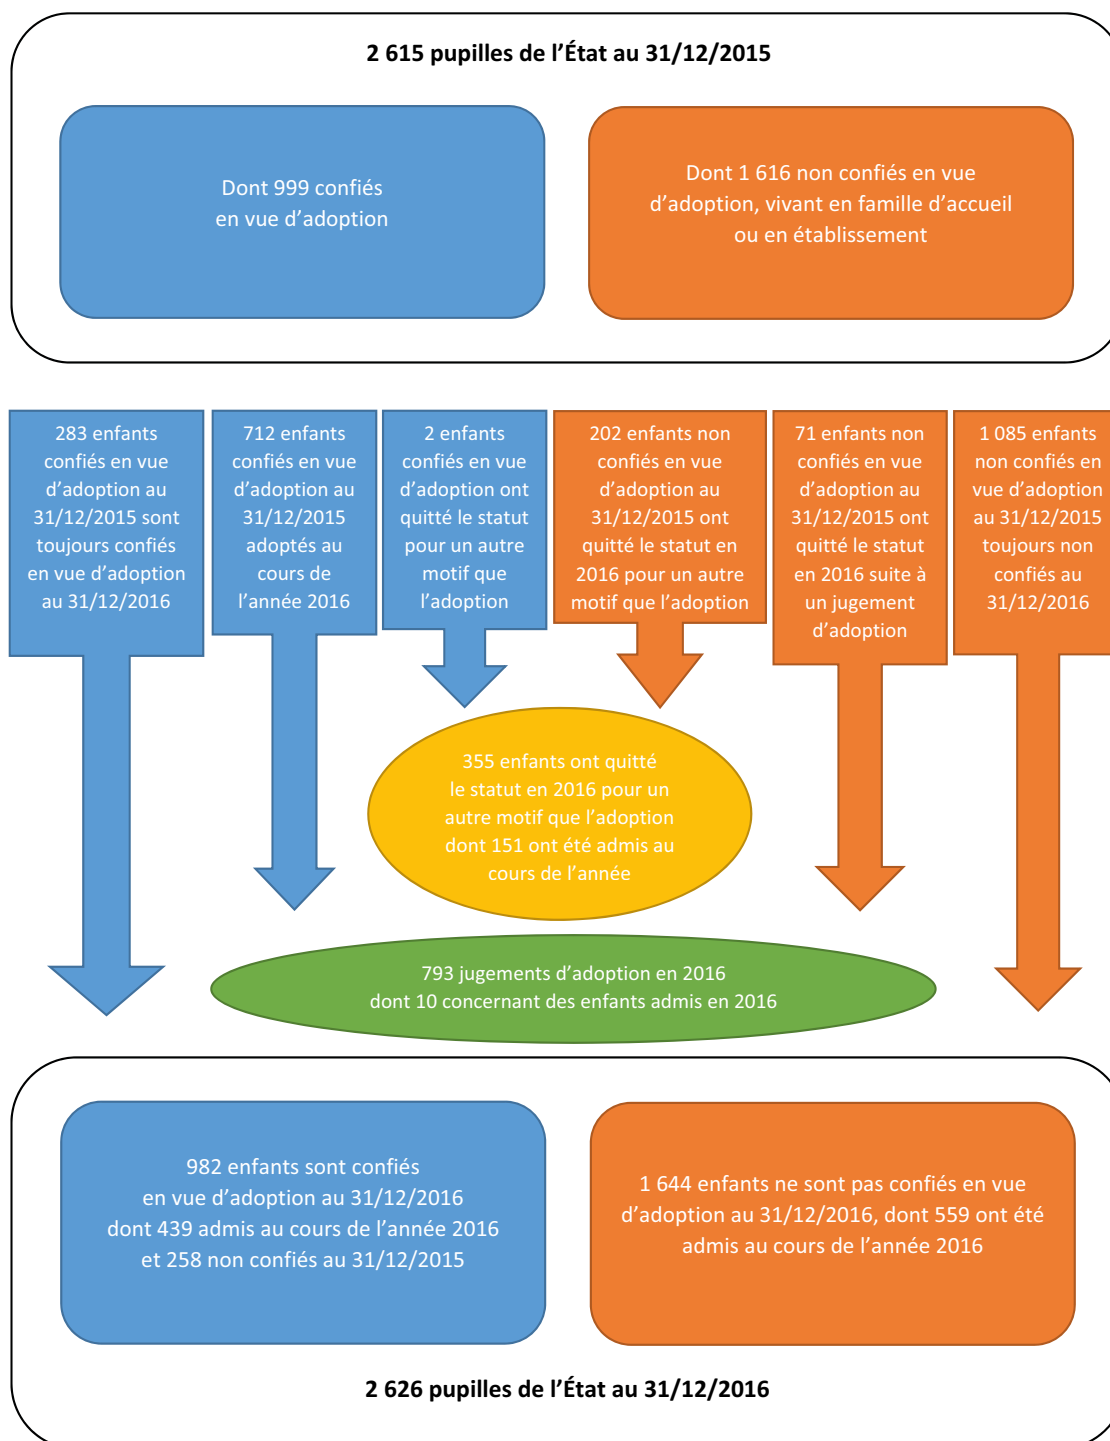 2 615 pupilles de l’État au 31/12/2015
Dont 999 confiés
en vue d’adoption
Dont 1 616 non confiés en vue
d’adoption, vivant en famille d’accueil
ou en établissement
283 enfants
confiés en vue
d’adoption au
31/12/2015 sont
toujours confiés
en vue d’adoption
au 31/12/2016
712 enfants
confiés en vue
d’adoption au
31/12/2015
adoptés au
cours de
l’année 2016
2 enfants
confiés en vue
d’adoption ont
quitté le statut
pour un autre
motif que
l’adoption
202 enfants non
confiés en vue
d’adoption au
31/12/2015 ont
quitté le statut en
2016 pour un autre
motif que l’adoption
71 enfants non
confiés en vue
d’adoption au
31/12/2015 ont
quitté le statut
en 2016 suite à
un jugement
d’adoption
1 085 enfants
non confiés en
vue d’adoption
au 31/12/2015
toujours non
confiés au
31/12/2016
355 enfants ont quitté
le statut en 2016 pour un
autre motif que l’adoption
dont 151 ont été admis au
cours de l’année
793 jugements d’adoption en 2016
dont 10 concernant des enfants admis en 2016
982 enfants sont confiés
en vue d’adoption au 31/12/2016
dont 439 admis au cours de l’année 2016
et 258 non confiés au 31/12/2015
1 644 enfants ne sont pas confiés en vue
d’adoption au 31/12/2016, dont 559 ont été
admis au cours de l’année 2016
2 626 pupilles de l’État au 31/12/2016